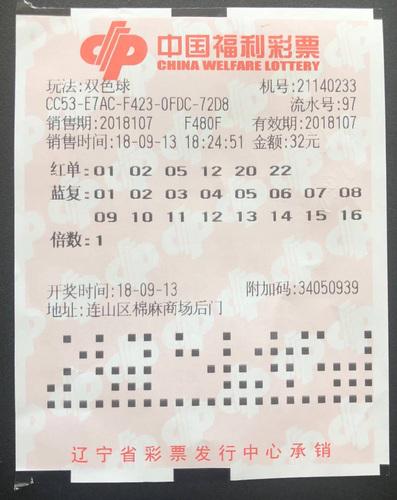 中国福利彩票
CHINA WELFARE LOTTERY
玩法:双色球 机号:21140233
CC53-E7AC-F423-0FDC-72D8 流水号:97
销售期:2018107 F480F 有效期:2018107
销售时间:18-09-13 18:24:51 金额:32元
红单:01 02 05 12 20 22
蓝复:01 02 03 04 05 06 07 08
09 10 11 12 13 14 15 16
倍数:1
开奖时间:18-09-13 附加码:34050939
地址:连山区棉麻商场后门
辽宁省彩票发行中心承销